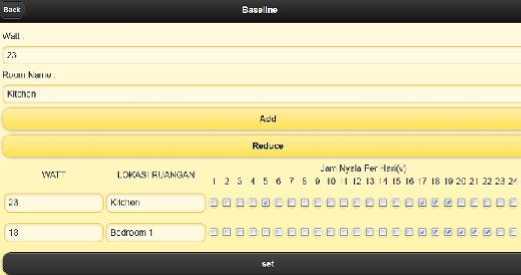 Back
Baseline
Watt :
23
Room Name :
Kitchen
Add
Reduce
WATT
LOKASI RUANGAN
Jam Nyala Per Hari(v)
1 2 3 4 5 6 7 8 9 10 11 12 13 14 15 16 17 18 19 20 21 22 23 24
23
Kitchen
18
Bedroom 1
set